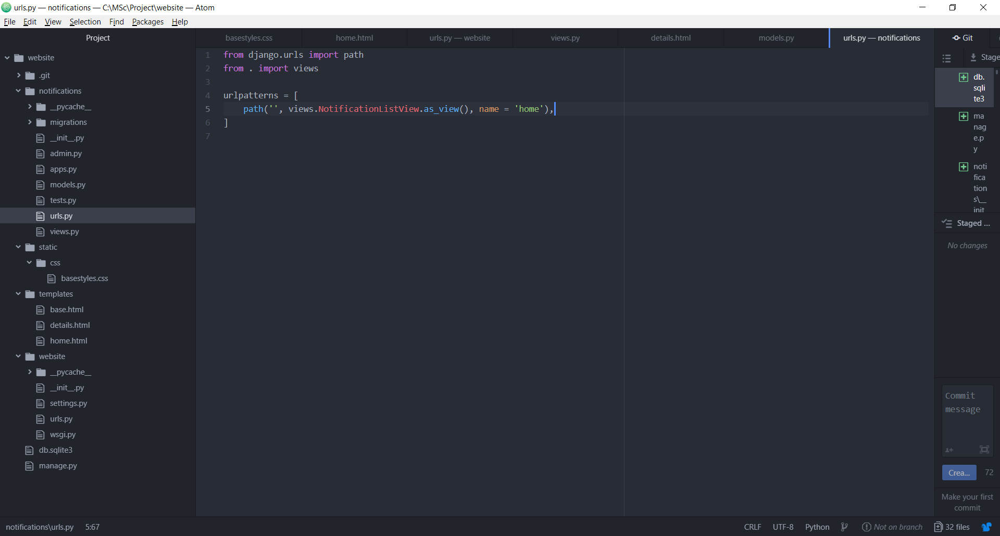 urls.py — notifications — C:\MSc\Project\website — Atom
File Edit View Selection Find Packages Help
Project
basestyles.css home.html urls.py — website views.py details.html models.py urls.py — notifications Git
Stage
website
.git
notifications
__pycache__
migrations
__init__.py
admin.py
apps.py
models.py
tests.py
urls.py
views.py
static
css
basestyles.css
templates
base.html
details.html
home.html
website
__pycache__
__init__.py
settings.py
urls.py
wsgi.py
db.sqlite3
manage.py
1 from django.urls import path
2 from . import views
3
4 urlpatterns = [
5 path('', views.NotificationListView.as_view(), name = 'home'),
6 ]
7
db.
sqli
te3
ma
nag
e.p
y
noti
fica
tion
s\__
init
Staged ...
No changes
Commit
message
Crea... 72
Make your first
commit
notifications\urls.py 5:67 CRLF UTF-8 Python Not on branch 32 files